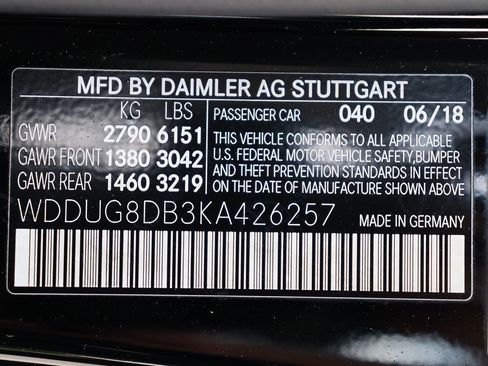 MFD BY DAIMLER AG STUTTGART
KG LBS
GVWR 2790 6151
GAWR FRONT 1380 3042
GAWR REAR 1460 3219
PASSENGER CAR 040 06/18
THIS VEHICLE CONFORMS TO ALL APPLICABLE
U.S. FEDERAL MOTOR VEHICLE SAFETY, BUMPER
AND THEFT PREVENTION STANDARDS IN EFFECT
ON THE DATE OF MANUFACTURE SHOWN ABOVE
WDDUG8DB3KA426257
MADE IN GERMANY